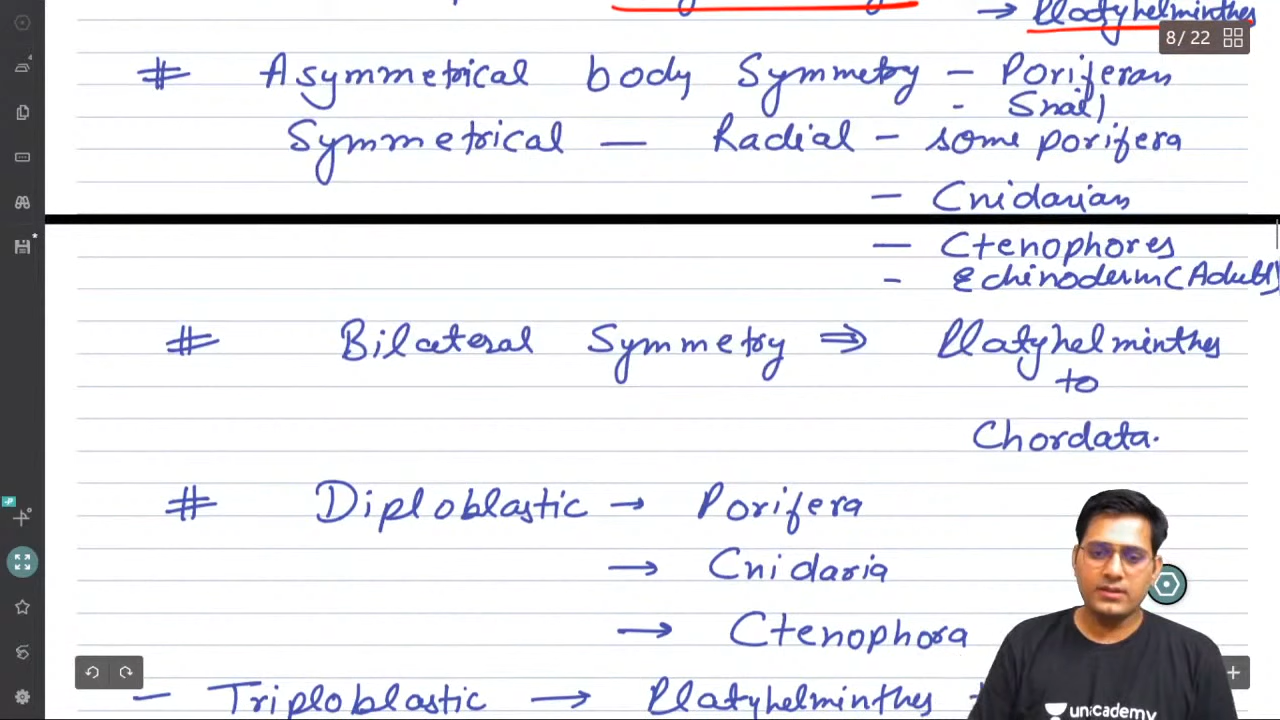 → Platyhelminthes
8 / 22
# Asymmetrical body Symmetry - Poriferan
- Snail
Symmetrical — Radial - some porifera
- Cnidarian
— Ctenophores
- Echinoderm (Adult)
# Bilateral Symmetry ⇒ Platyhelminthes
to
Chordata.
# Diploblastic → Porifera
→ Cnidaria
→ Ctenophora
- Triploblastic → Platyhelminthes
unacademy